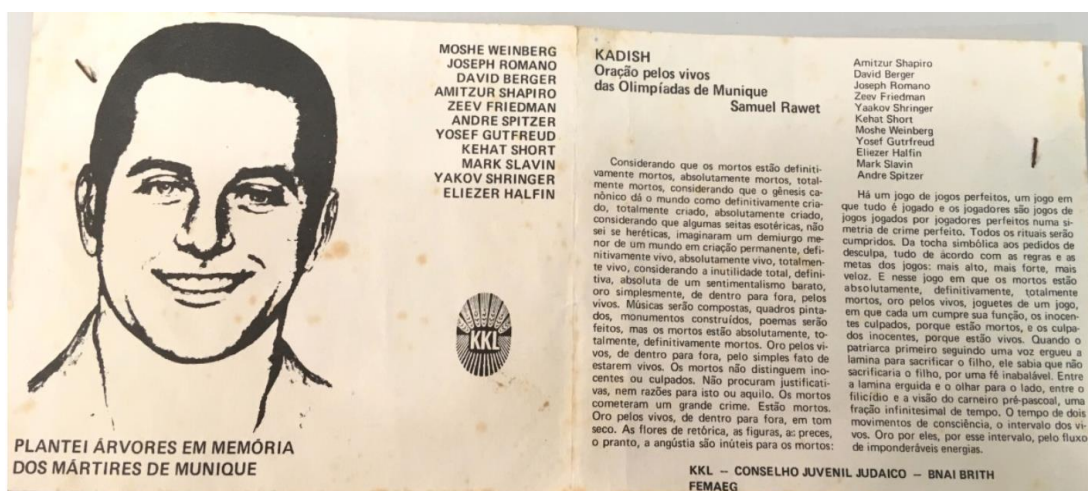 MOSHE WEINBERG
JOSEPH ROMANO
DAVID BERGER
AMITZUR SHAPIRO
ZEEV FRIEDMAN
ANDRE SPITZER
YOSEF GUTFREUD
KEHAT SHORT
MARK SLAVIN
YAKOV SHRINGER
ELIEZER HALFIN
KKL
PLANTEI ÁRVORES EM MEMÓRIA
DOS MÁRTIRES DE MUNIQUE
KADISH
Oração pelos vivos
das Olimpíadas de Munique
Samuel Rawet
Considerando que os mortos estão definiti-
vamente mortos, absolutamente mortos, total-
mente mortos, considerando que o gênesis ca-
nônico dá o mundo como definitivamente cria-
do, totalmente criado, absolutamente criado,
considerando que algumas seitas esotéricas, não
sei se heréticas, imaginaram um demiurgo me-
nor de um mundo em criação permanente, defi-
nitivamente vivo, absolutamente vivo, totalmen-
te vivo, considerando a inutilidade total, defini-
tiva, absoluta de um sentimentalismo barato,
oro simplesmente, de dentro para fora, pelos
vivos. Músicas serão compostas, quadros pinta-
dos, monumentos construídos, poemas serão
feitos, mas os mortos estão absolutamente, to-
talmente, definitivamente mortos. Oro pelos vi-
vos, de dentro para fora, pelo simples fato de
estarem vivos. Os mortos não distinguem ino-
centes ou culpados. Não procuram justificati-
vas, nem razões para isto ou aquilo. Os mortos
cometeram um grande crime. Estão mortos.
Oro pelos vivos, de dentro para fora, em tom
seco. As flores de retórica, as figuras, as preces,
o pranto, a angústia são inúteis para os mortos:
Amitzur Shapiro
David Berger
Joseph Romano
Zeev Friedman
Yaakov Shringer
Kehat Short
Moshe Weinberg
Yosef Gutrfreud
Eliezer Halfin
Mark Slavin
Andre Spitzer
Há um jogo de jogos perfeitos, um jogo em
que tudo é jogado e os jogadores são jogos de
jogos jogados por jogadores perfeitos numa si-
metria de crime perfeito. Todos os rituais serão
cumpridos. Da tocha simbólica aos pedidos de
desculpa, tudo de acordo com as regras e as
metas dos jogos: mais alto, mais forte, mais
veloz. E nesse jogo em que os mortos estão
absolutamente, definitivamente, totalmente
mortos, oro pelos vivos, joguetes de um jogo,
em que cada um cumpre sua função, os inocen-
tes culpados, porque estão mortos, e os culpa-
dos inocentes, porque estão vivos. Quando o
patriarca primeiro seguindo uma voz ergueu a
lamina para sacrificar o filho, ele sabia que não
sacrificaria o filho, por uma fé inabalável. Entre
a lamina erguida e o olhar para o lado, entre o
filicídio e a visão do carneiro pré-pascoal, uma
fração infinitesimal de tempo. O tempo de dois
movimentos de consciência, o intervalo dos vi-
vos. Oro por eles, por esse intervalo, pelo fluxo
de imponderáveis energias.
KKL – CONSELHO JUVENIL JUDAICO – BNAI BRITH
FEMAEG